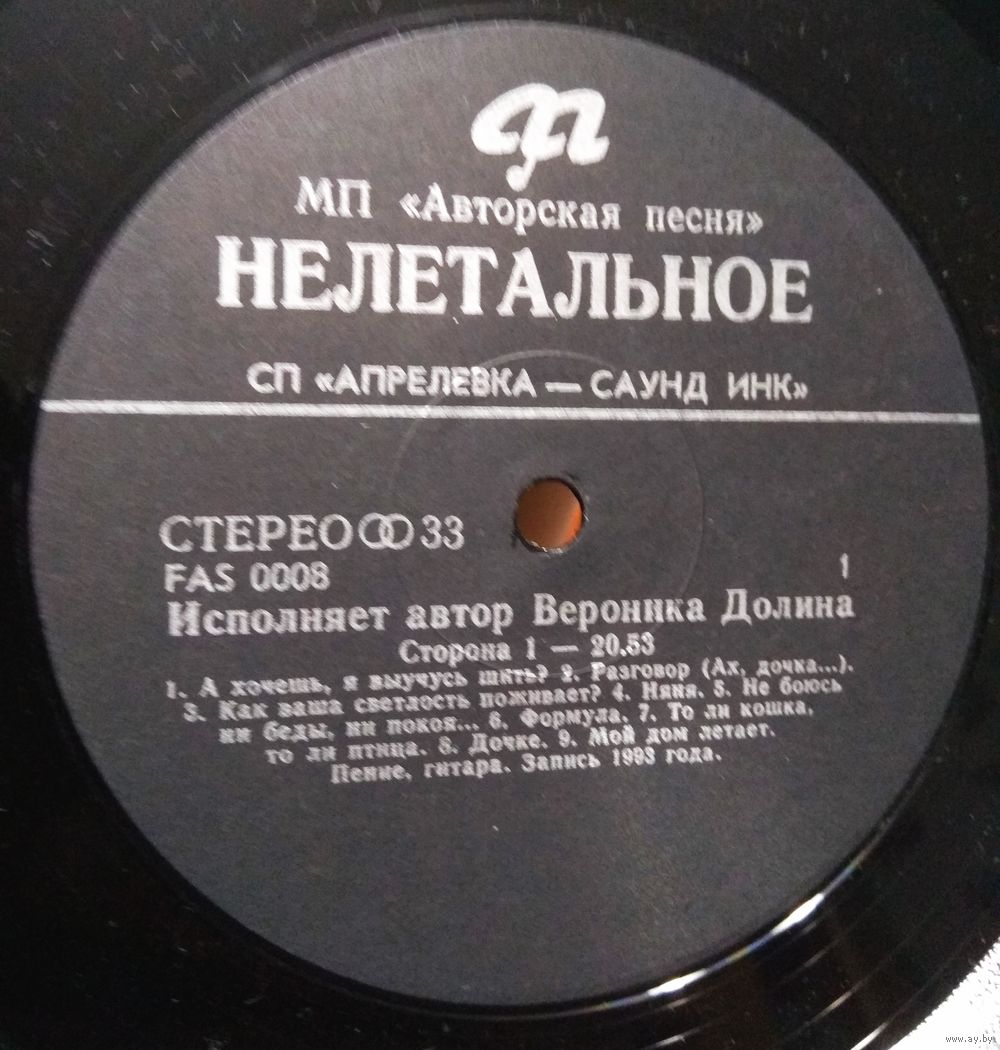 МП «Авторская песня»
НЕЛЕТАЛЬНОЕ
СП «АПРЕЛЕВКА — САУНД ИНК»
СТЕРЕО 33
FAS 0008
1
Исполняет автор Вероника Долина
Сторона 1 — 20.53
1. А хочешь, я выучусь шить? 2. Разговор (Ах, дочка...).
3. Как ваша светлость поживает? 4. Няня. 5. Не боюсь
ни беды, ни покоя... 6. Формула. 7. То ли кошка,
то ли птица. 8. Дочке. 9. Мой дом летает.
Пение, гитара. Запись 1993 года.
www.ay.by